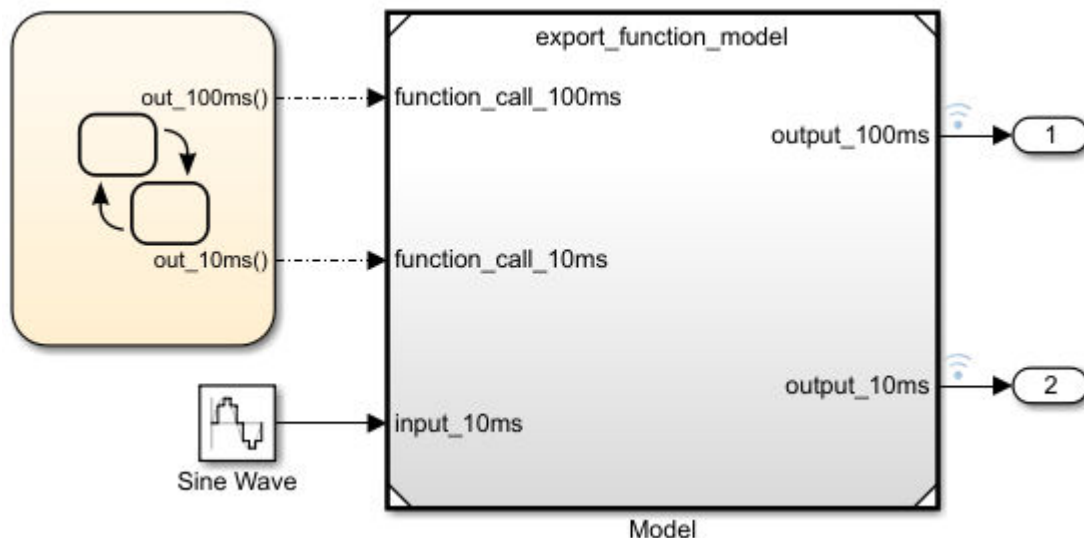 export_function_model
out_100ms()
function_call_100ms
output_100ms
1
out_10ms()
function_call_10ms
output_10ms
2
input_10ms
Sine Wave
Model